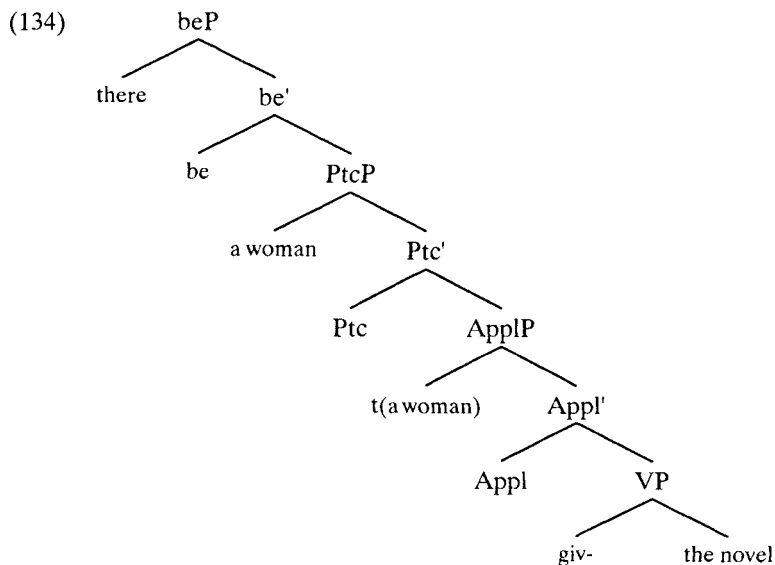 (134) beP
there be'
be PtcP
a woman Ptc'
Ptc ApplP
t(a woman) Appl'
Appl VP
giv- the novel